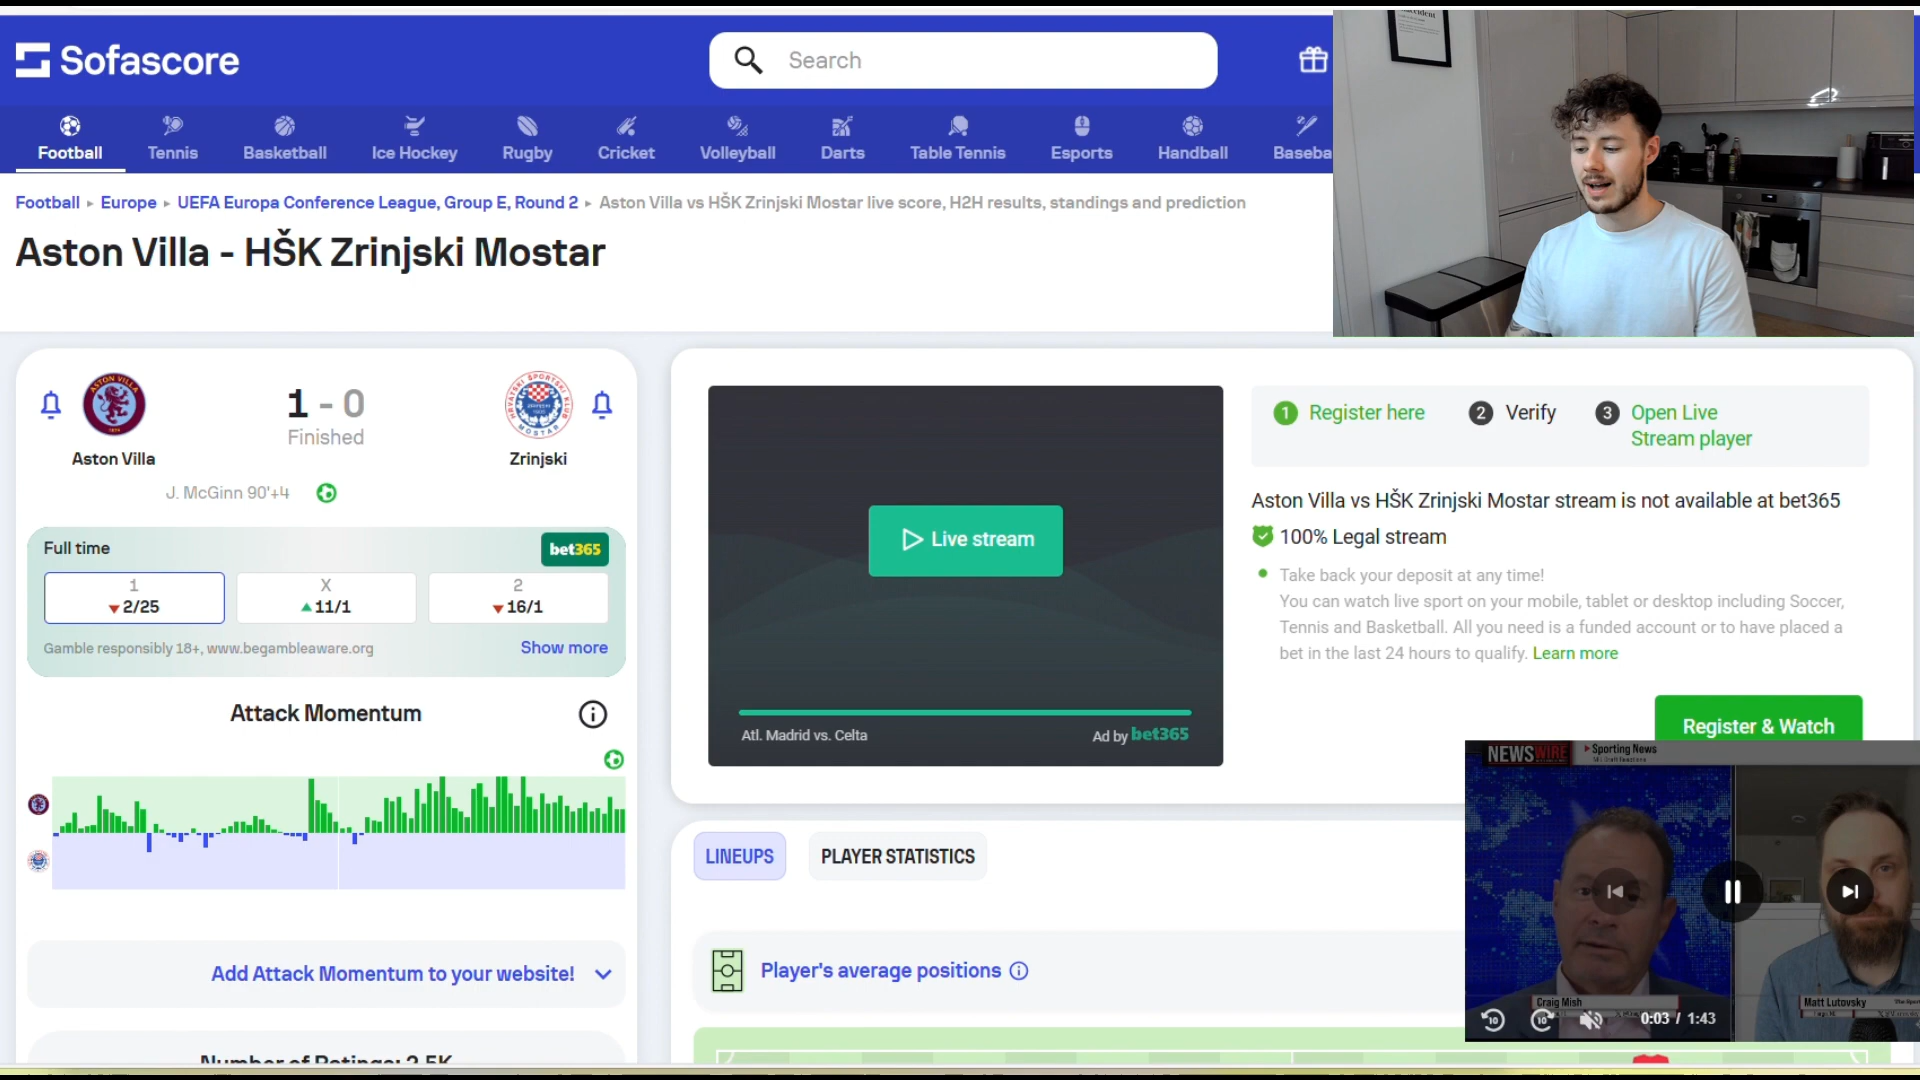 Sofascore
Search
Football
Tennis
Basketball
Ice Hockey
Rugby
Cricket
Volleyball
Darts
Table Tennis
Esports
Handball
Baseba
Football ▸ Europe ▸ UEFA Europa Conference League, Group E, Round 2 ▸ Aston Villa vs HŠK Zrinjski Mostar live score, H2H results, standings and prediction
Aston Villa - HŠK Zrinjski Mostar
ASTON VILLA
1 - 0
Finished
Aston Villa
Zrinjski
J. McGinn 90'+4
Full time
bet365
1
2/25
X
11/1
2
16/1
Gamble responsibly 18+, www.begambleaware.org
Show more
Attack Momentum
Add Attack Momentum to your website!
Number of Ratings: 2.5K
Live stream
Atl. Madrid vs. Celta
Ad by bet365
1 Register here
2 Verify
3 Open Live
Stream player
Aston Villa vs HŠK Zrinjski Mostar stream is not available at bet365
100% Legal stream
Take back your deposit at any time!
You can watch live sport on your mobile, tablet or desktop including Soccer,
Tennis and Basketball. All you need is a funded account or to have placed a
bet in the last 24 hours to qualify. Learn more
Register & Watch
LINEUPS
PLAYER STATISTICS
Player's average positions
NEWSWIRE
Sporting News
Craig Mish
Matt Lutovsky
10
10
0:03 / 1:43